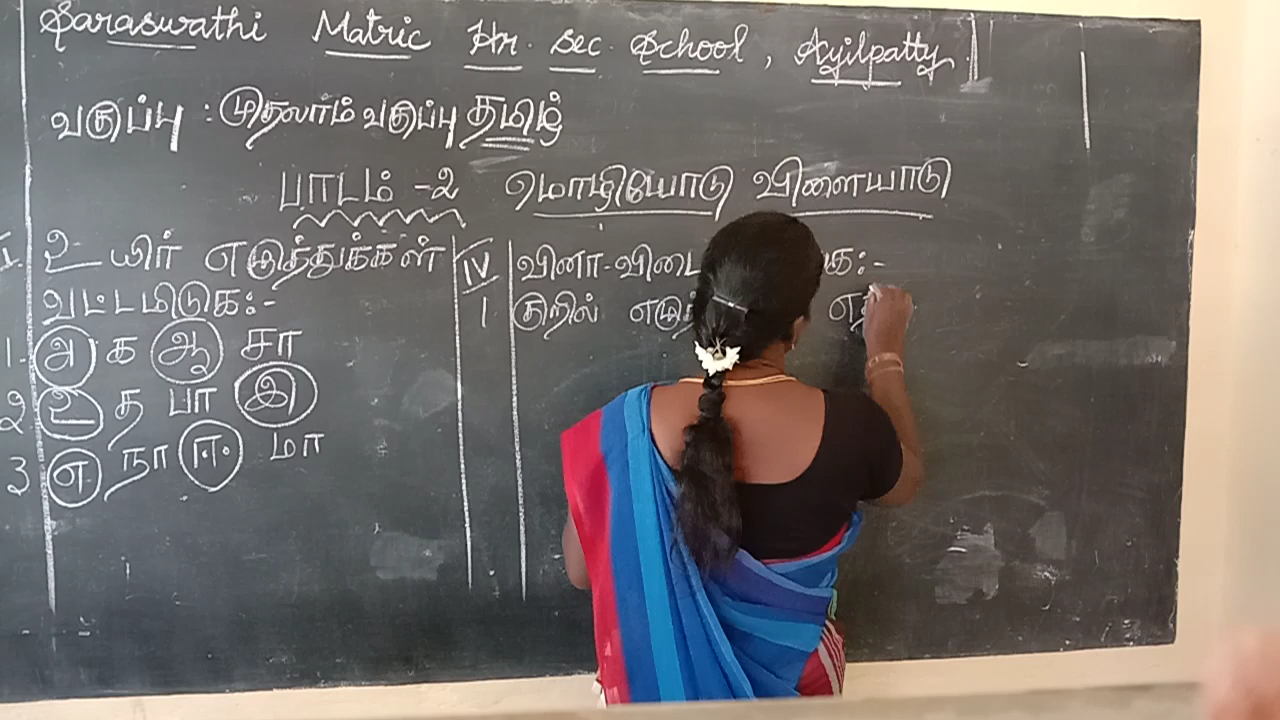 Saraswathi Matric Hr. Sec. School, Ayilpatty.
வகுப்பு : முதலாம் வகுப்பு தமிழ்
பாடம் -2 மொழியோடு விளையாடு
I. உயிர் எழுத்துக்கள்
வட்டமிடுக:-
1. அ க ஆ சா
2 உ த பா இ
3 எ நா ஈ மா
IV வினா-விடை
1 குறில்